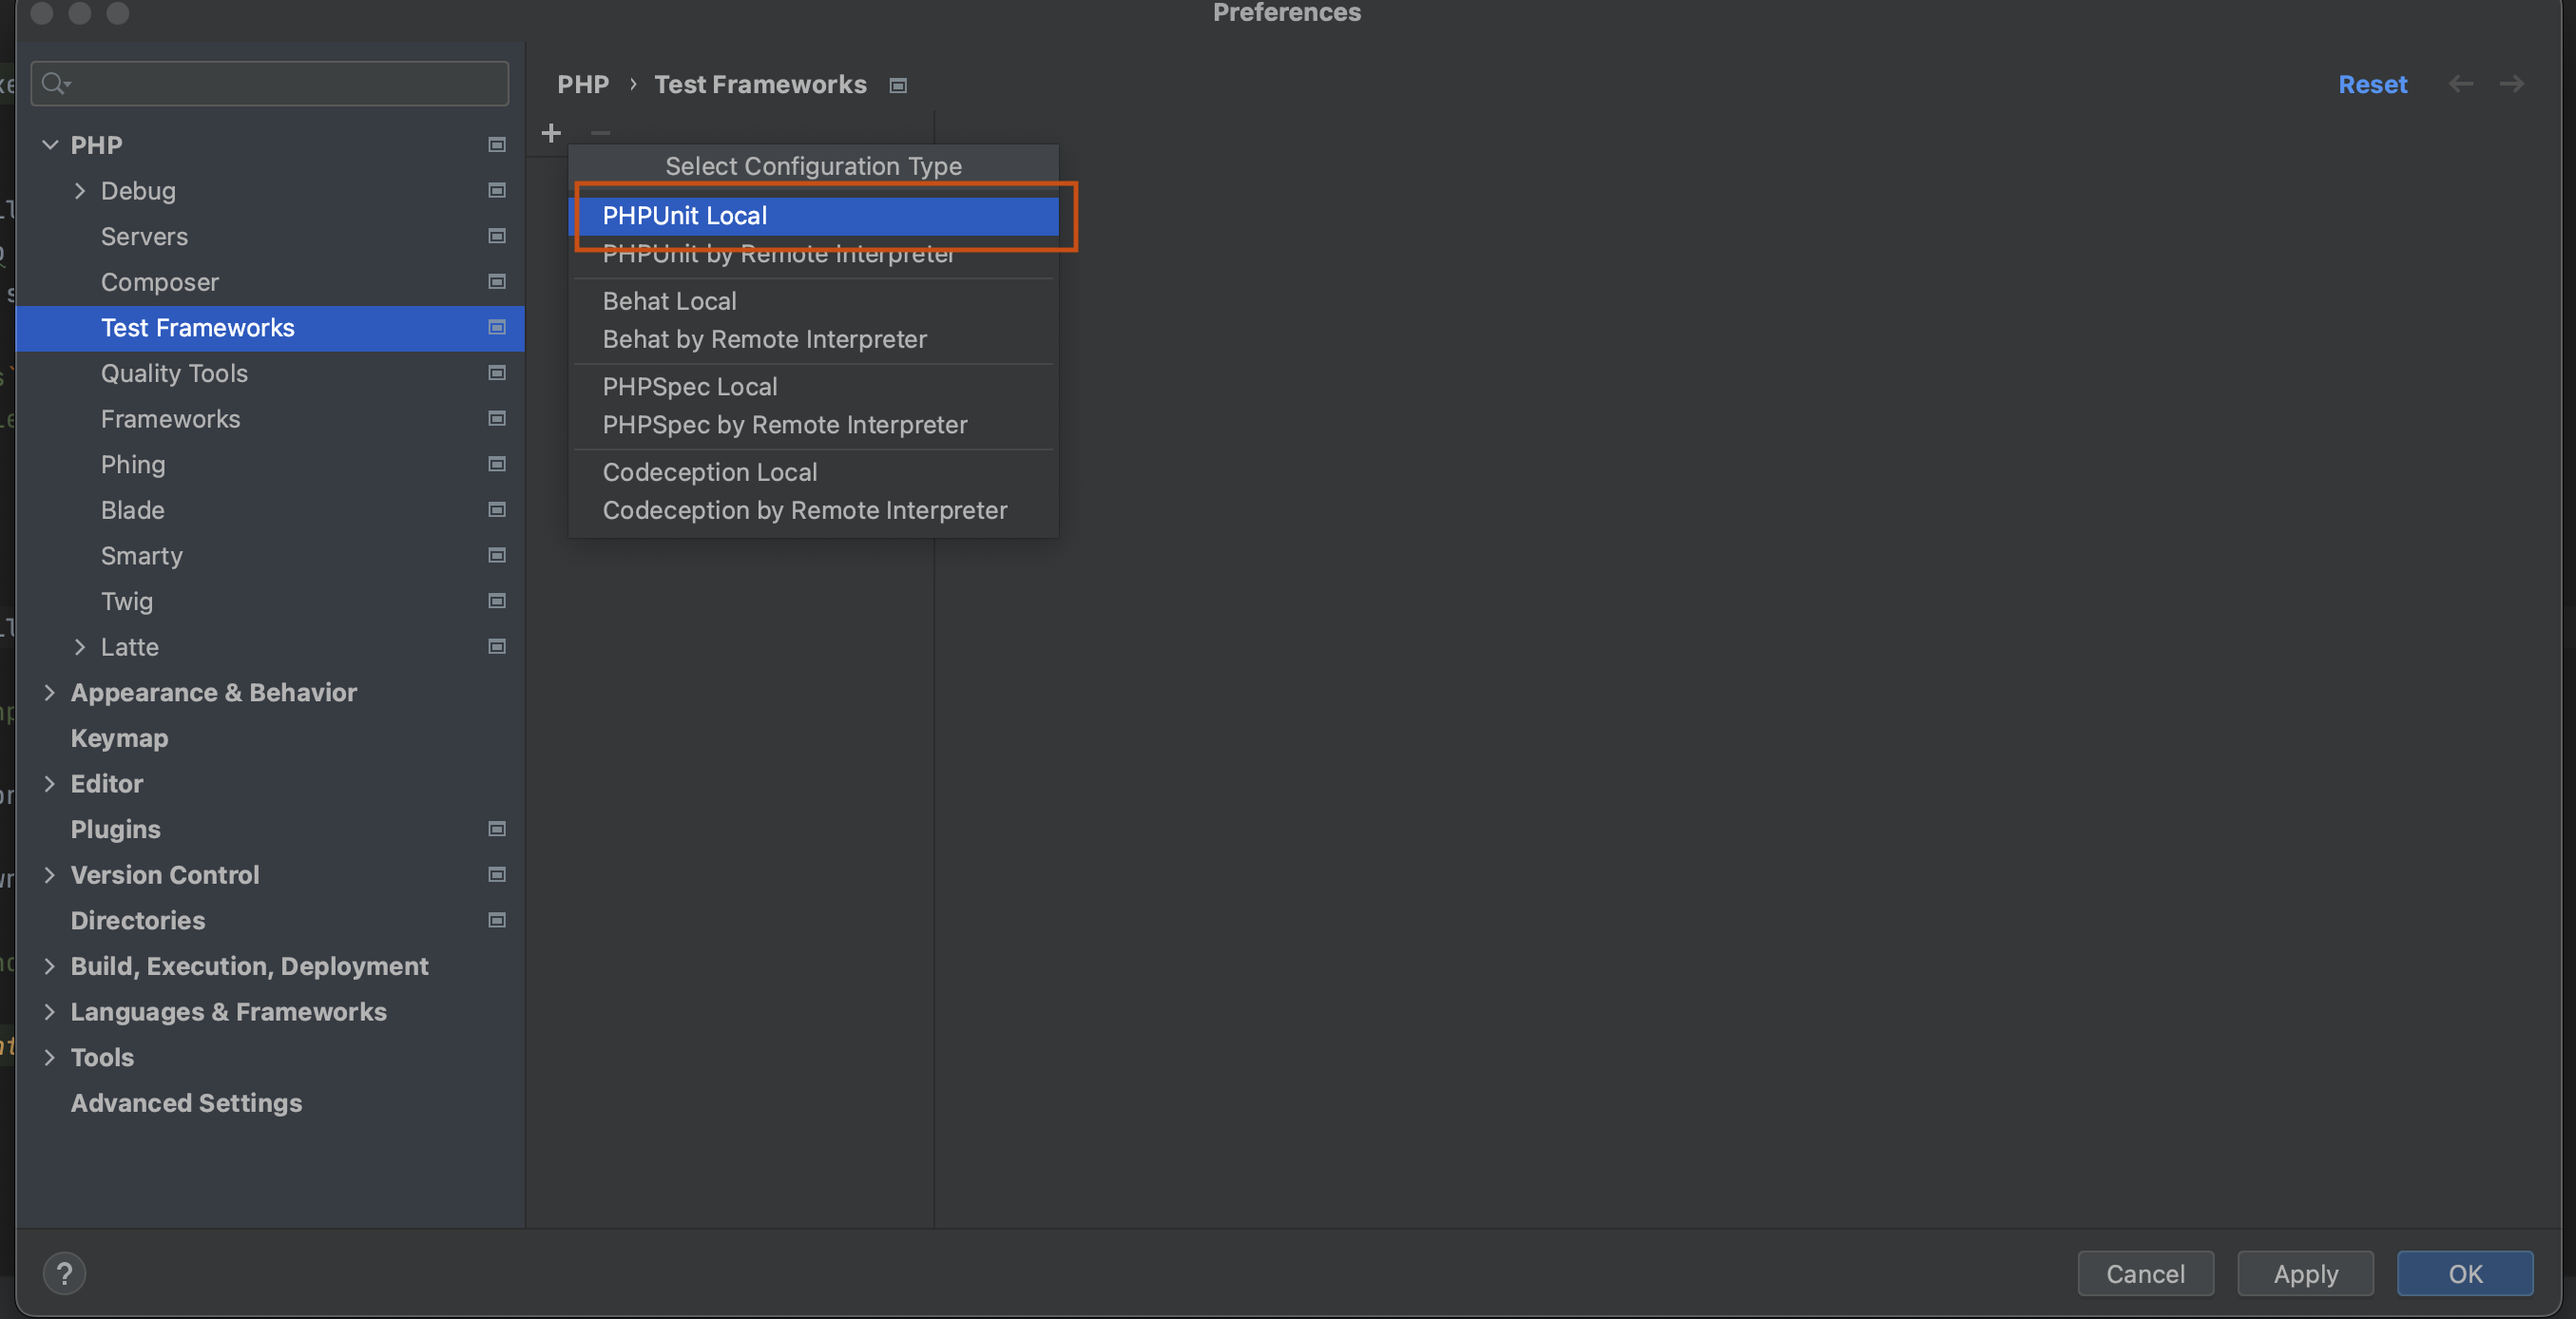 Preferences
PHP › Test Frameworks
Reset
PHP
Debug
Servers
Composer
Test Frameworks
Quality Tools
Frameworks
Phing
Blade
Smarty
Twig
Latte
Appearance & Behavior
Keymap
Editor
Plugins
Version Control
Directories
Build, Execution, Deployment
Languages & Frameworks
Tools
Advanced Settings
Select Configuration Type
PHPUnit Local
PHPUnit by Remote Interpreter
Behat Local
Behat by Remote Interpreter
PHPSpec Local
PHPSpec by Remote Interpreter
Codeception Local
Codeception by Remote Interpreter
?
Cancel
Apply
OK